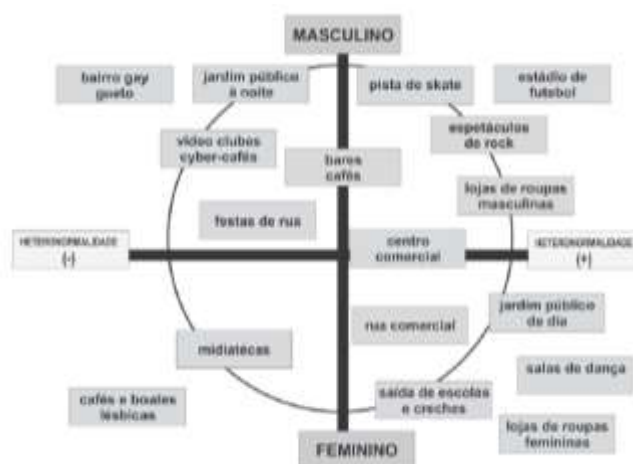 MASCULINO
bairro gay
gueto
jardim público
à noite
pista de skate
estádio de
futebol
vídeo clubes
cyber-cafés
espetáculos
de rock
bares
cafés
lojas de roupas
masculinas
festas de rua
HETERONORMALIDADE
(-)
centro
comercial
HETERONORMALIDADE
(+)
jardim público
de dia
rua comercial
midiatecas
salas de dança
cafés e boates
lésbicas
saída de escolas
e creches
lojas de roupas
femininas
FEMININO